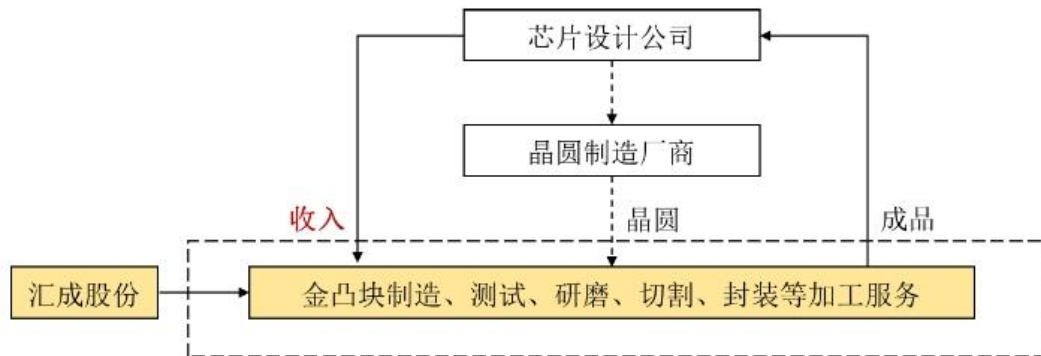 芯片设计公司
晶圆制造厂商
收入
晶圆
成品
汇成股份
金凸块制造、测试、研磨、切割、封装等加工服务